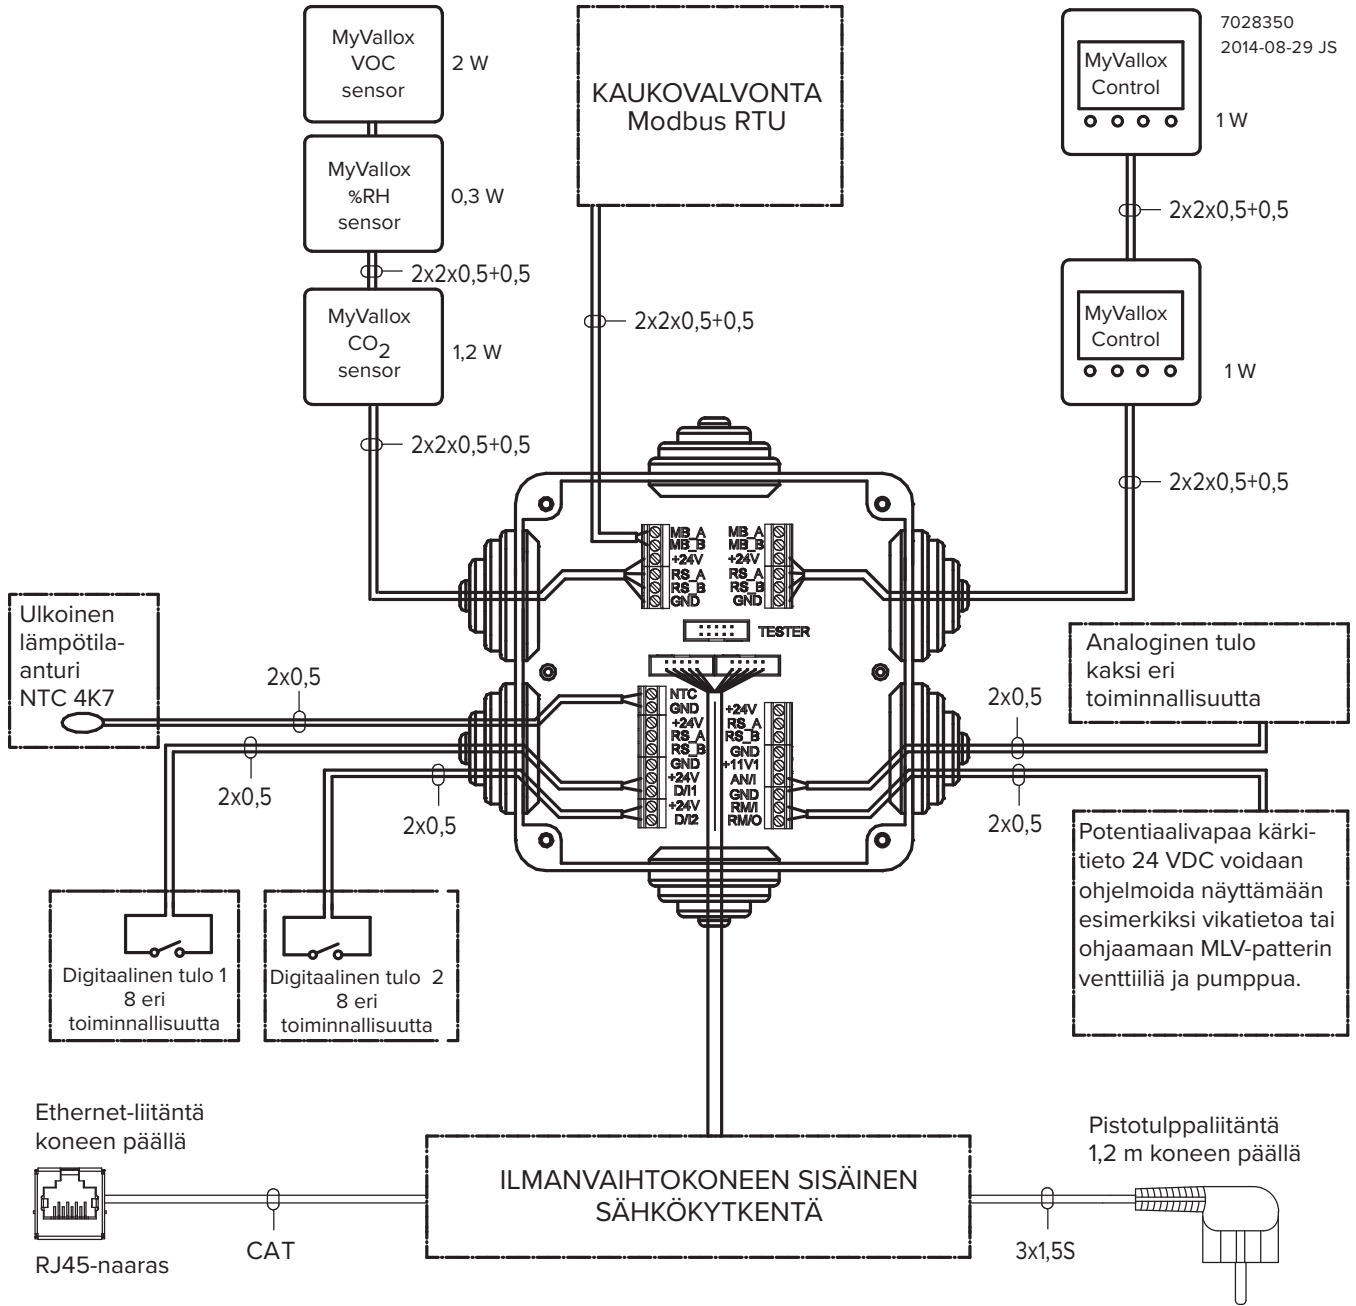 MyVallox
VOC
sensor
2 W
MyVallox
%RH
sensor
0,3 W
2x2x0,5+0,5
MyVallox
CO2
sensor
1,2 W
2x2x0,5+0,5
KAUKOVALVONTA
Modbus RTU
2x2x0,5+0,5
7028350
2014-08-29 JS
MyVallox
Control
1 W
2x2x0,5+0,5
MyVallox
Control
1 W
2x2x0,5+0,5
MB_A
MB_B
+24V
RS_A
RS_B
GND
MB_A
MB_B
+24V
RS_A
RS_B
GND
TESTER
NTC
GND
+24V
RS_A
RS_B
GND
+24V
D/I1
+24V
D/I2
+24V
RS_A
RS_B
GND
+11V1
AN/I
GND
RM/I
RM/O
Ulkoinen
lämpötila-
anturi
NTC 4K7
2x0,5
2x0,5
2x0,5
Analoginen tulo
kaksi eri
toiminnallisuutta
2x0,5
2x0,5
Potentiaalivapaa kärki-
tieto 24 VDC voidaan
ohjelmoida näyttämään
esimerkiksi vikatietoa tai
ohjaamaan MLV-patterin
venttiiliä ja pumppua.
Digitaalinen tulo 1
8 eri
toiminnallisuutta
Digitaalinen tulo 2
8 eri
toiminnallisuutta
Ethernet-liitäntä
koneen päällä
RJ45-naaras
CAT
ILMANVAIHTOKONEEN SISÄINEN
SÄHKÖKYTKENTÄ
3x1,5S
Pistotulppaliitäntä
1,2 m koneen päällä